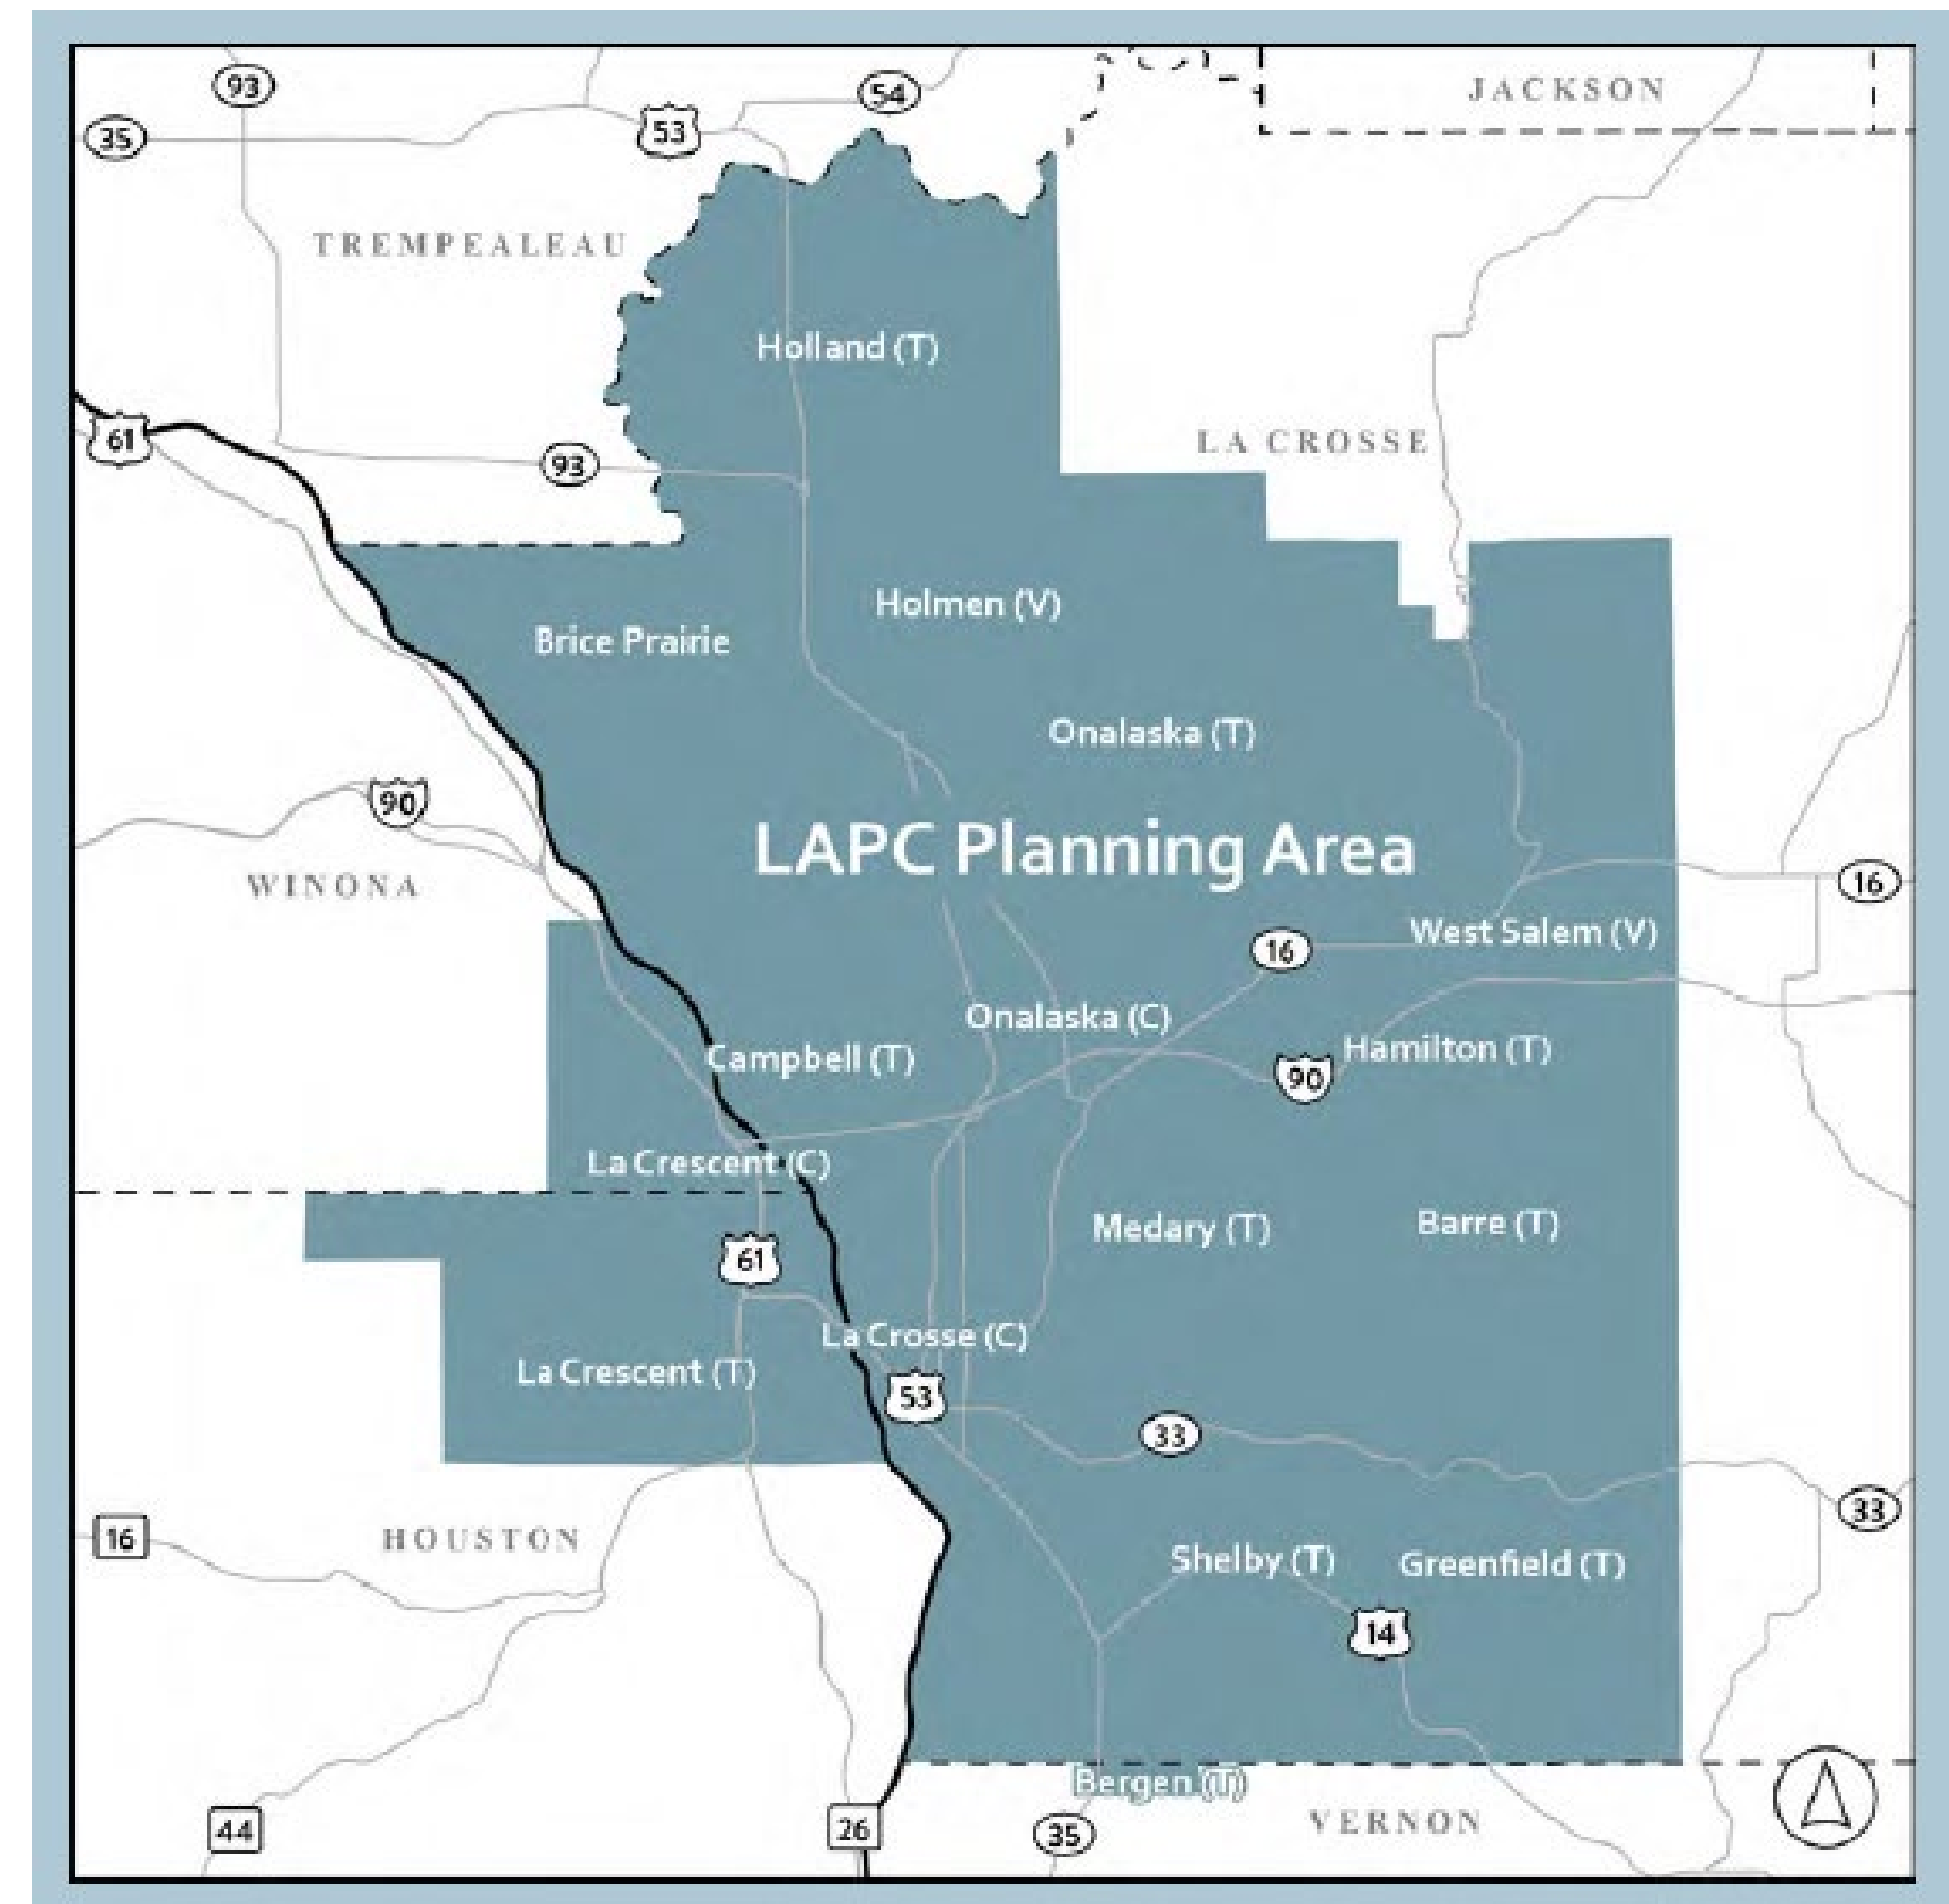 93
54
JACKSON
35
53
TREMPEALEAU
Holland (T)
61
LA CROSSE
93
Holmen (V)
Brice Prairie
Onalaska (T)
90
LAPC Planning Area
WINONA
16
West Salem (V)
16
Onalaska (C)
Campbell (T)
Hamilton (T)
90
La Crescent (C)
Medary (T)
Barre (T)
61
La Crosse (C)
La Crescent (T)
53
33
33
16
HOUSTON
Shelby (T)
Greenfield (T)
14
Bergen (T)
VERNON
44
26
35